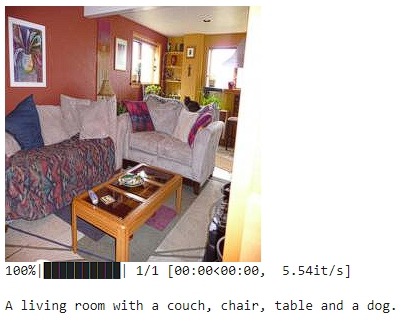 100%|██████████| 1/1 [00:00<00:00,  5.54it/s]
A living room with a couch, chair, table and a dog.